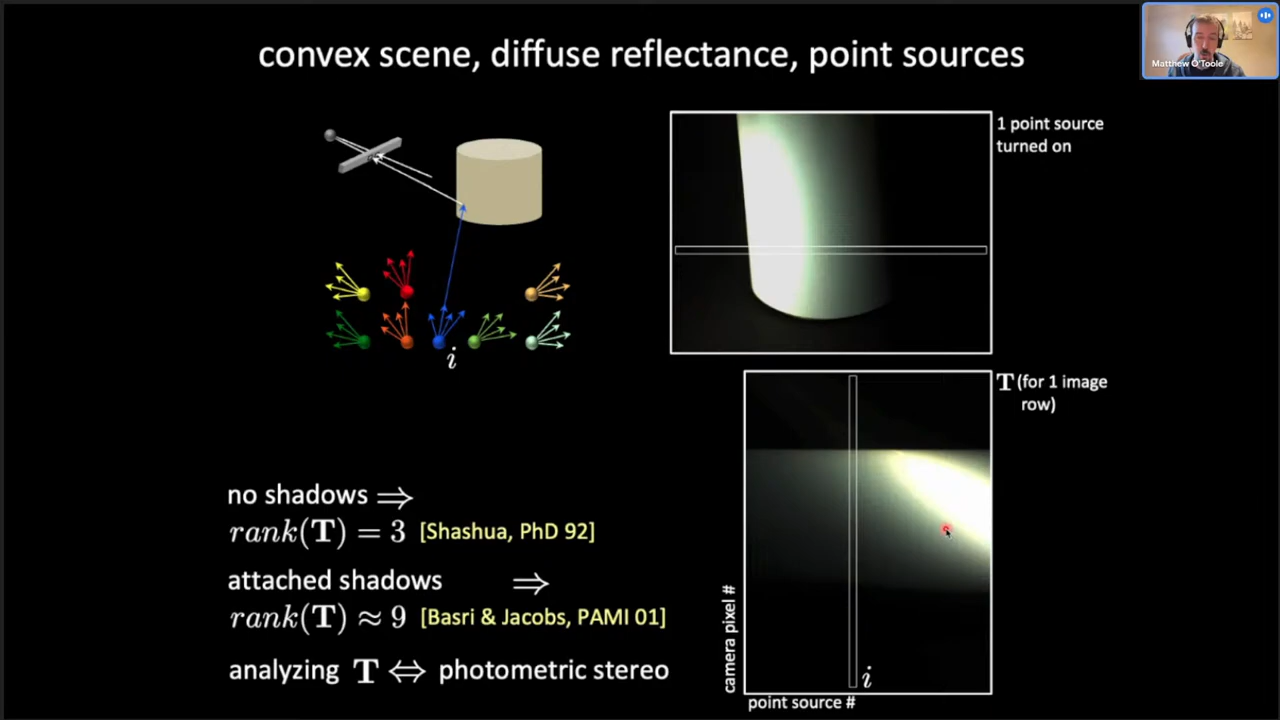 convex scene, diffuse reflectance, point sources
Matthew O'Toole
1 point source
turned on
i
T (for 1 image
row)
no shadows ⇒
rank(T) = 3 [Shashua, PhD 92]
attached shadows ⇒
rank(T) ≈ 9 [Basri & Jacobs, PAMI 01]
analyzing T ⇔ photometric stereo
camera pixel #
i
point source #